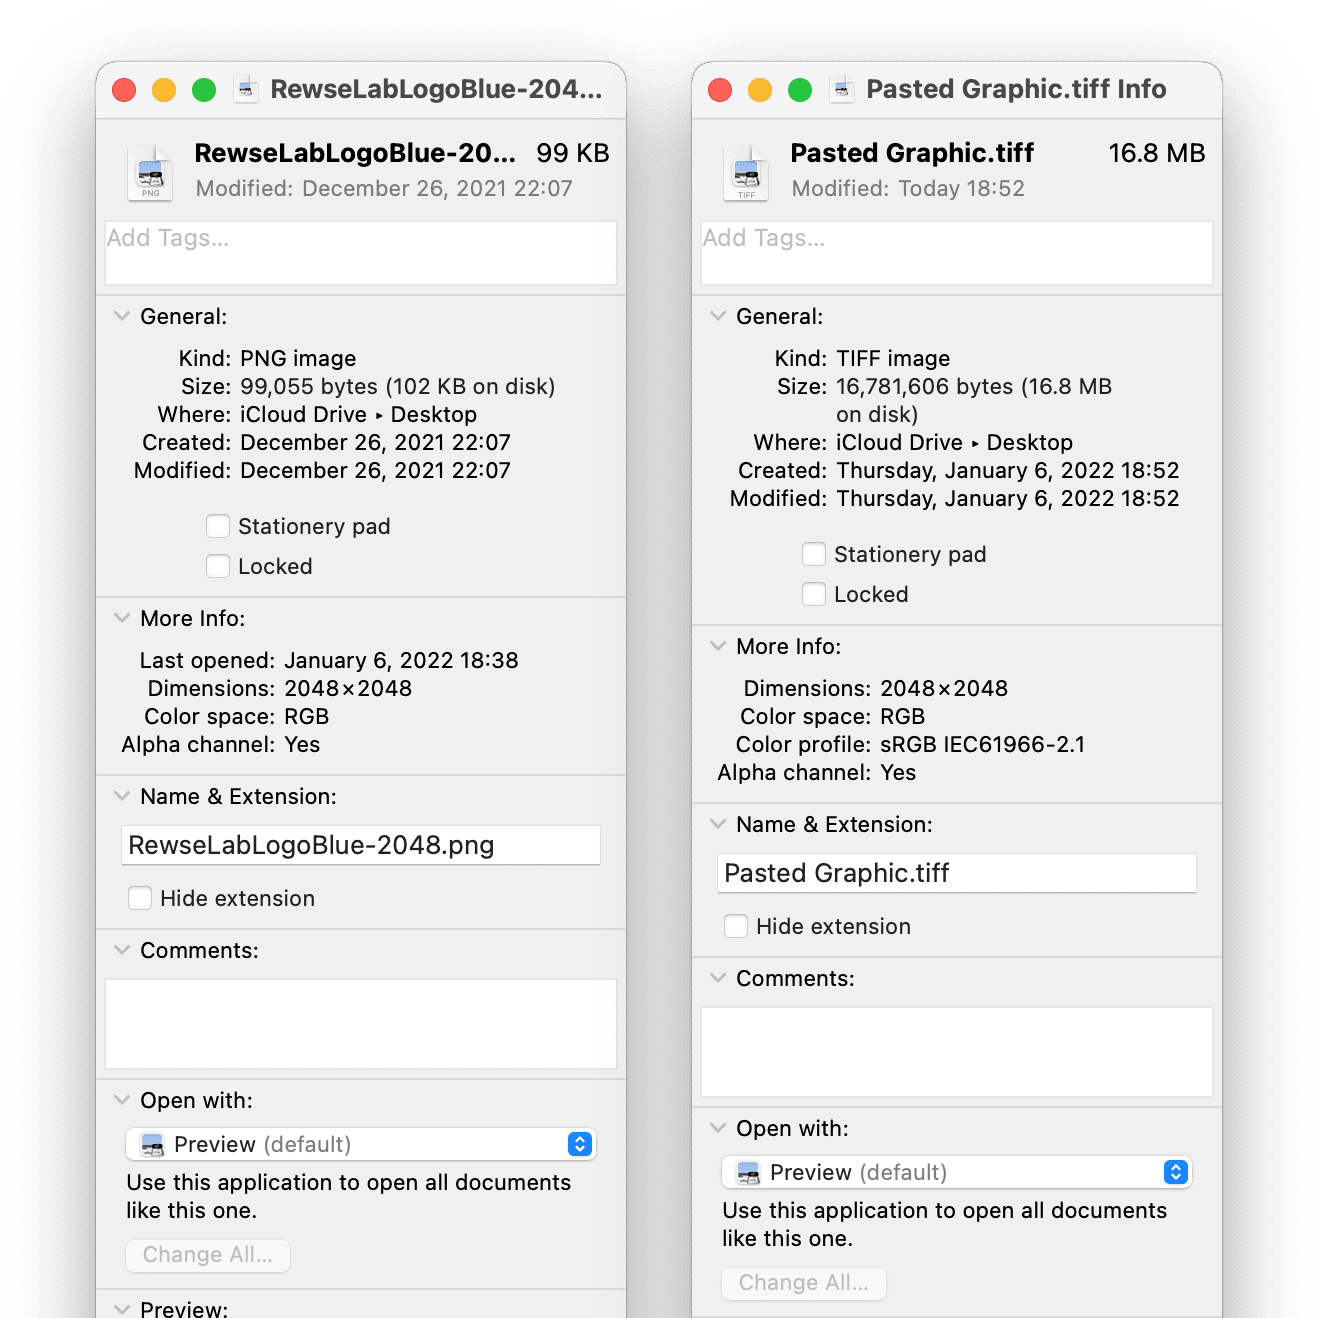 RewseLabLogoBlue-204...
RewseLabLogoBlue-20... 99 KB
PNG
Modified: December 26, 2021 22:07
Add Tags...
General:
Kind: PNG image
Size: 99,055 bytes (102 KB on disk)
Where: iCloud Drive ▸ Desktop
Created: December 26, 2021 22:07
Modified: December 26, 2021 22:07
Stationery pad
Locked
More Info:
Last opened: January 6, 2022 18:38
Dimensions: 2048×2048
Color space: RGB
Alpha channel: Yes
Name & Extension:
RewseLabLogoBlue-2048.png
Hide extension
Comments:
Open with:
Preview (default)
Use this application to open all documents
like this one.
Change All...
Preview:
Pasted Graphic.tiff Info
Pasted Graphic.tiff 16.8 MB
TIFF
Modified: Today 18:52
Add Tags...
General:
Kind: TIFF image
Size: 16,781,606 bytes (16.8 MB
on disk)
Where: iCloud Drive ▸ Desktop
Created: Thursday, January 6, 2022 18:52
Modified: Thursday, January 6, 2022 18:52
Stationery pad
Locked
More Info:
Dimensions: 2048×2048
Color space: RGB
Color profile: sRGB IEC61966-2.1
Alpha channel: Yes
Name & Extension:
Pasted Graphic.tiff
Hide extension
Comments:
Open with:
Preview (default)
Use this application to open all documents
like this one.
Change All...